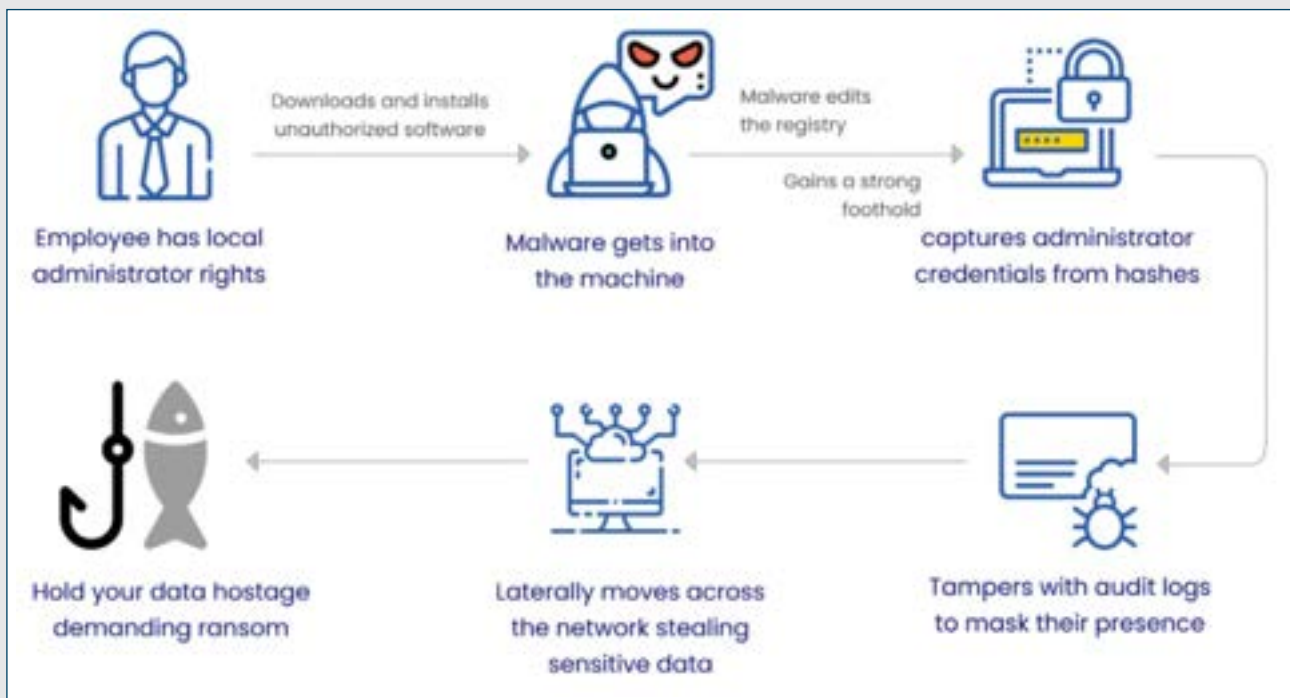 Downloads and installs
unauthorized software
Malware edits
the registry
Gains a strong
foothold
Employee has local
administrator rights
Malware gets into
the machine
captures administrator
credentials from hashes
Hold your data hostage
demanding ransom
Laterally moves across
the network stealing
sensitive data
Tampers with audit logs
to mask their presence